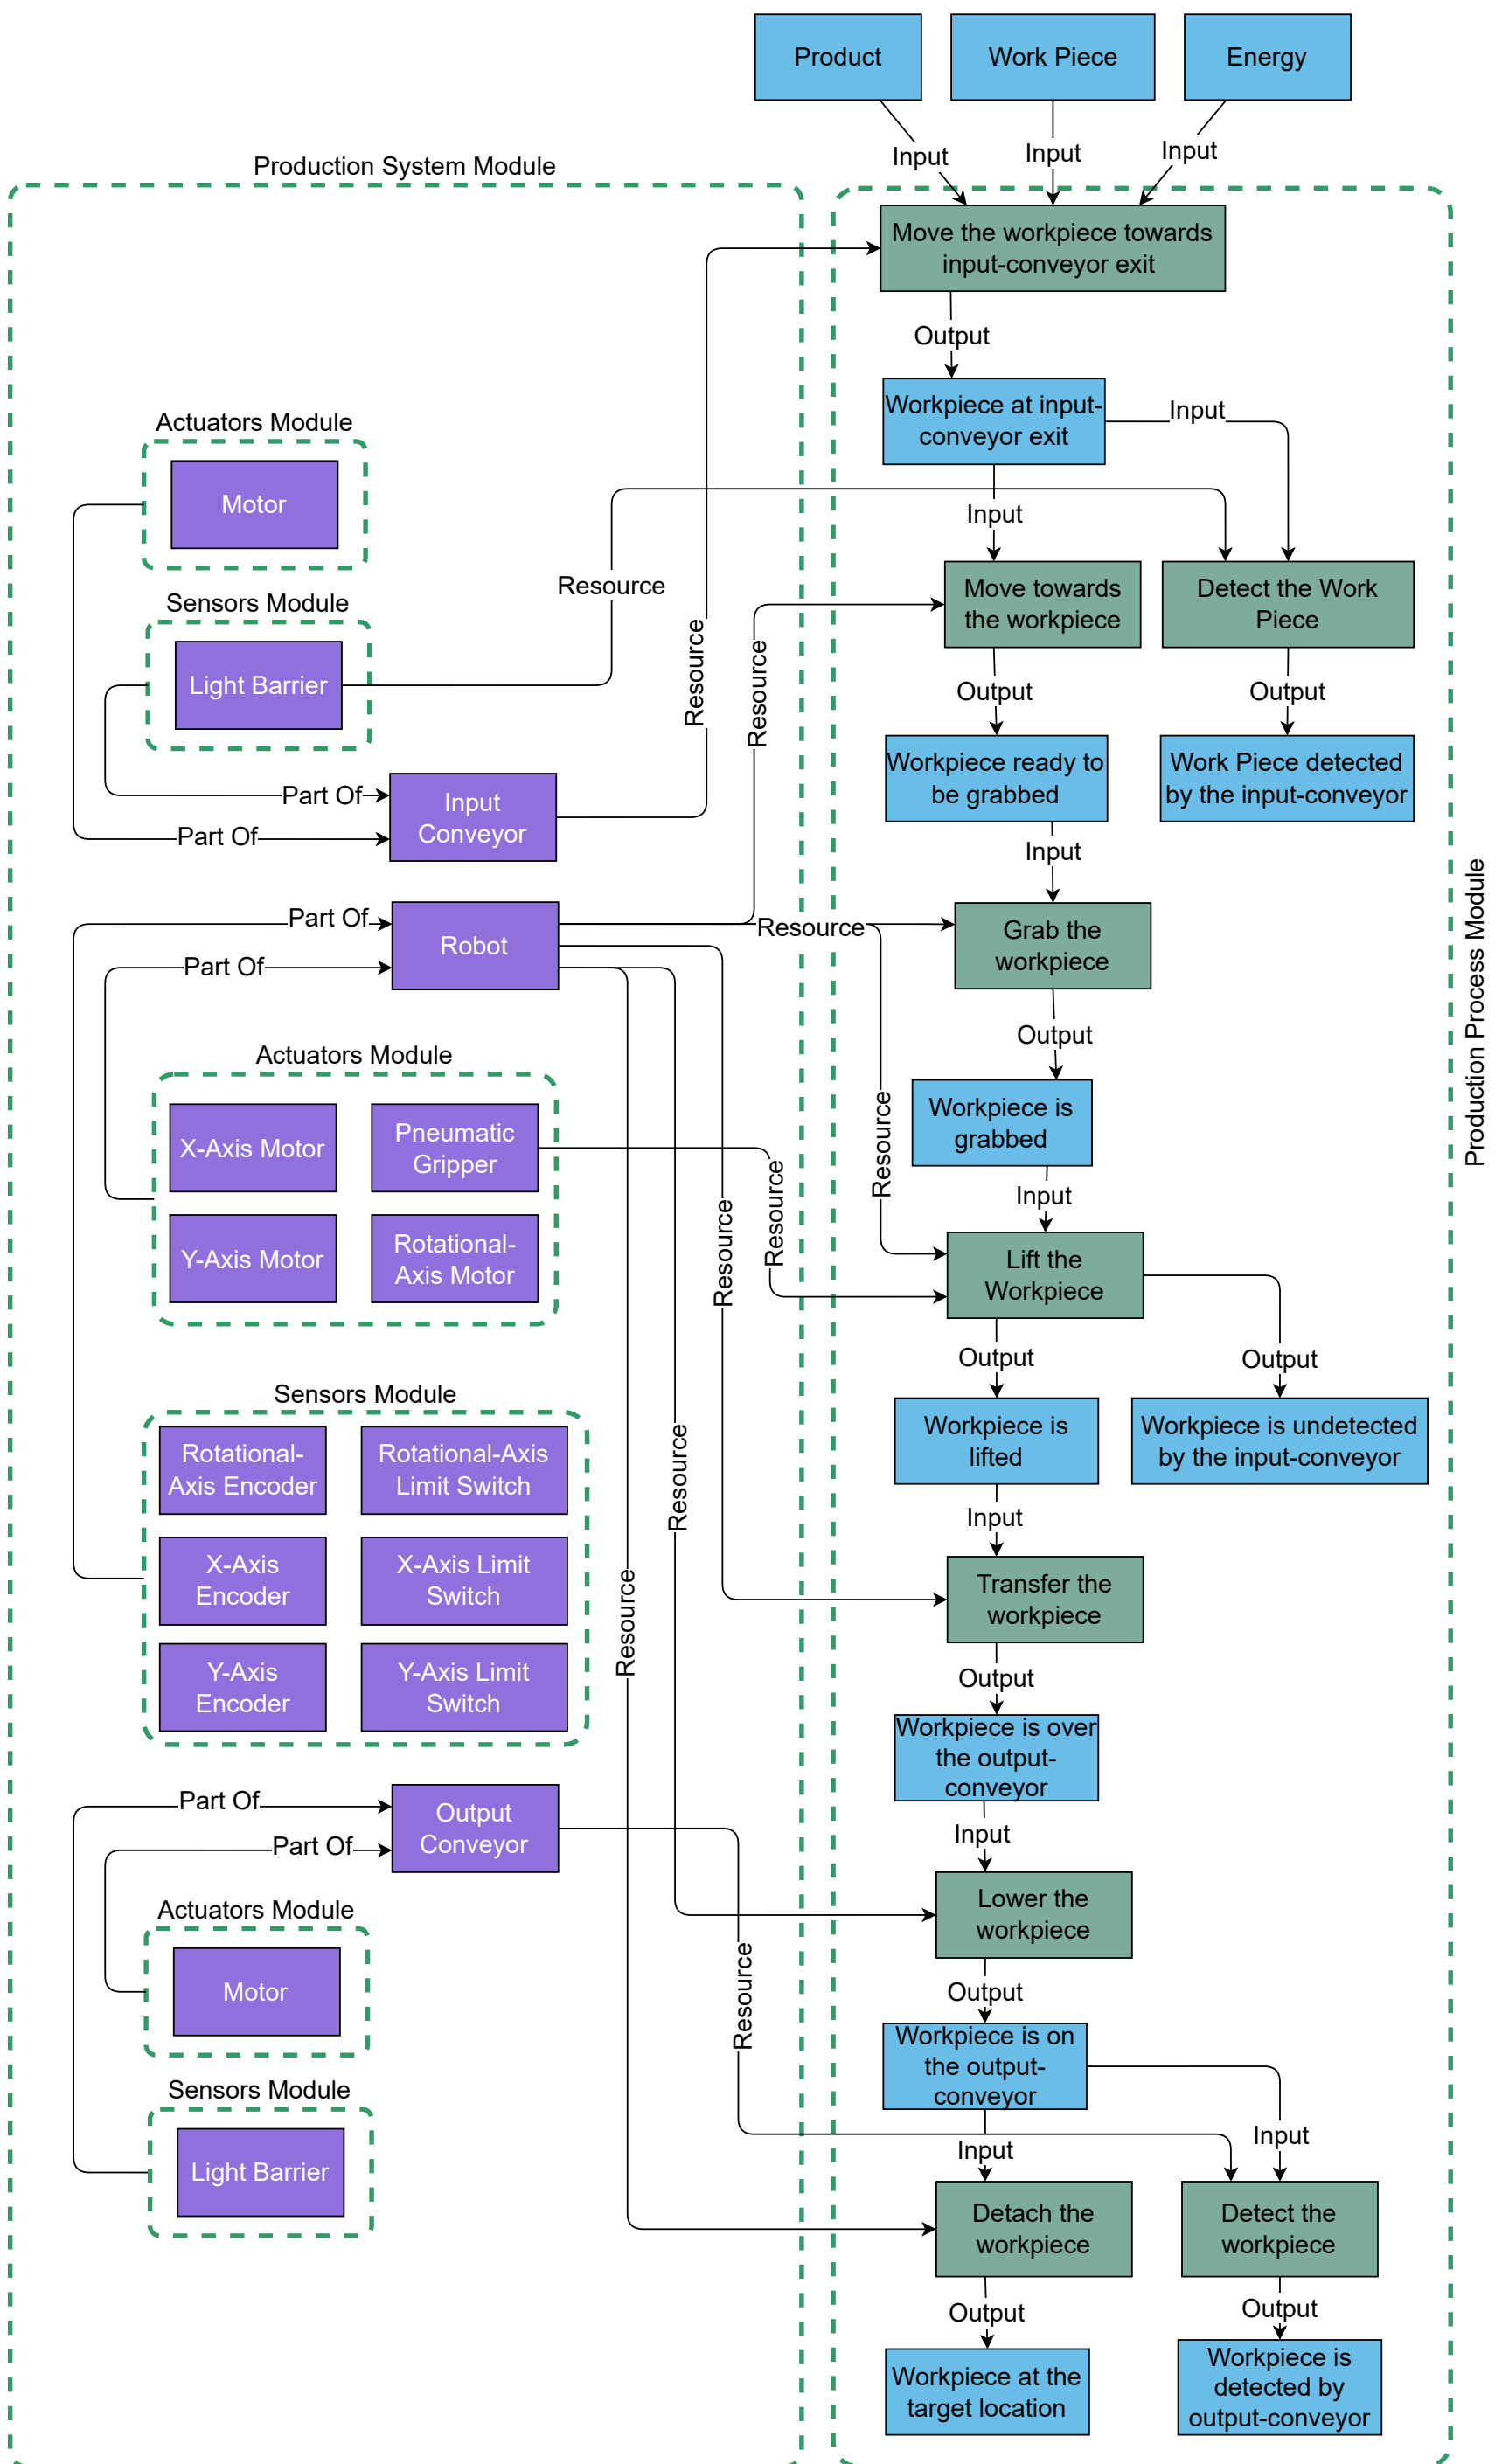 Product
Work Piece
Energy
Input
Input
Input
Production System Module
Move the workpiece towards
input-conveyor exit
Output
Workpiece at input-
conveyor exit
Input
Actuators Module
Motor
Input
Resource
Sensors Module
Light Barrier
Resource
Resource
Move towards
the workpiece
Detect the Work
Piece
Output
Output
Workpiece ready to
be grabbed
Work Piece detected
by the input-conveyor
Part Of
Part Of
Input
Conveyor
Input
Production Process Module
Part Of
Part Of
Robot
Resource
Grab the
workpiece
Output
Actuators Module
X-Axis Motor
Pneumatic
Gripper
Y-Axis Motor
Rotational-
Axis Motor
Resource
Resource
Resource
Workpiece is
grabbed
Input
Lift the
Workpiece
Output
Output
Sensors Module
Rotational-
Axis Encoder
Rotational-Axis
Limit Switch
X-Axis
Encoder
X-Axis Limit
Switch
Y-Axis
Encoder
Y-Axis Limit
Switch
Resource
Resource
Workpiece is
lifted
Workpiece is undetected
by the input-conveyor
Input
Transfer the
workpiece
Output
Workpiece is over
the output-
conveyor
Part Of
Part Of
Output
Conveyor
Input
Lower the
workpiece
Actuators Module
Motor
Resource
Output
Workpiece is on
the output-
conveyor
Sensors Module
Light Barrier
Input
Input
Detach the
workpiece
Detect the
workpiece
Output
Output
Workpiece at the
target location
Workpiece is
detected by
output-conveyor